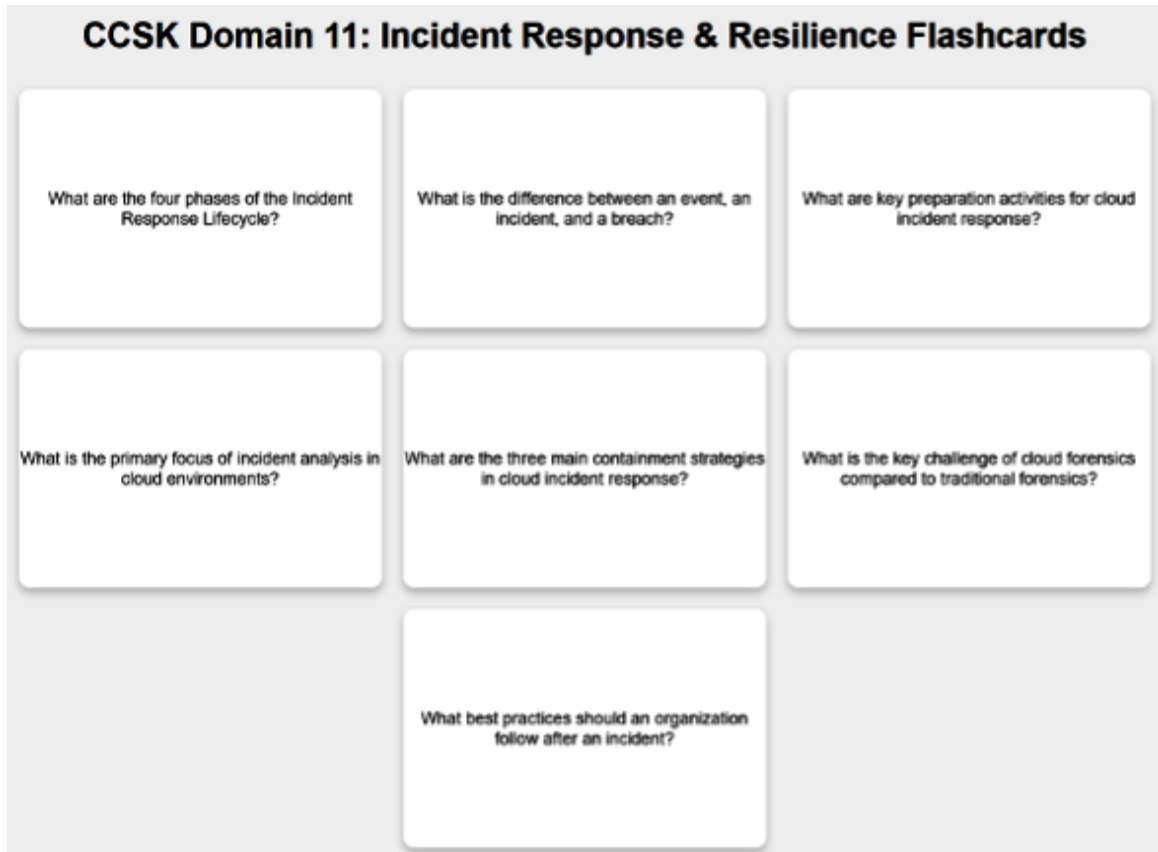 CCSK Domain 11: Incident Response & Resilience Flashcards
What are the four phases of the Incident
Response Lifecycle?
What is the difference between an event, an
incident, and a breach?
What are key preparation activities for cloud
incident response?
What is the primary focus of incident analysis in
cloud environments?
What are the three main containment strategies
in cloud incident response?
What is the key challenge of cloud forensics
compared to traditional forensics?
What best practices should an organization
follow after an incident?